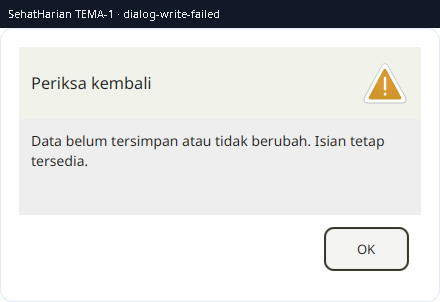 SehatHarian TEMA-1 · dialog-write-failed
Periksa kembali
Data belum tersimpan atau tidak berubah. Isian tetap
tersedia.
OK